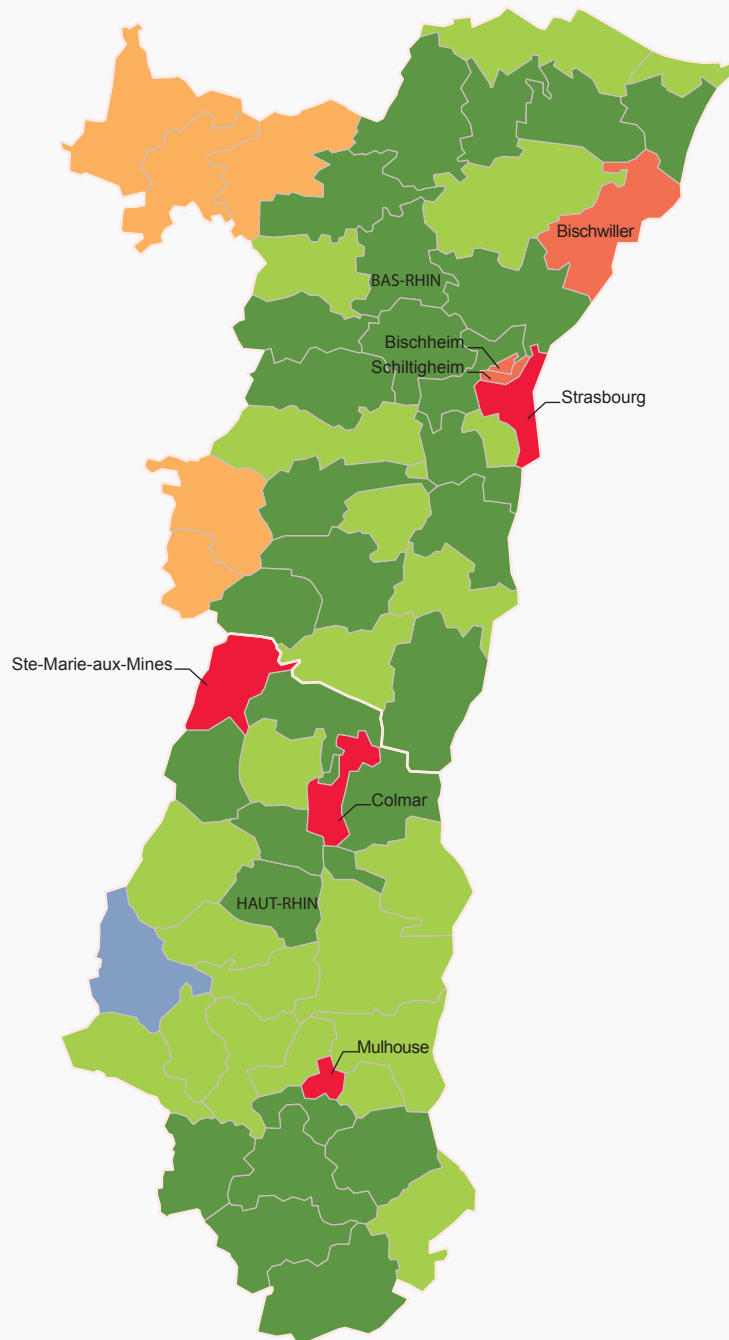 Bischwiller
BAS-RHIN
Bischheim
Schiltigheim
Strasbourg
Ste-Marie-aux-Mines
Colmar
HAUT-RHIN
Mulhouse